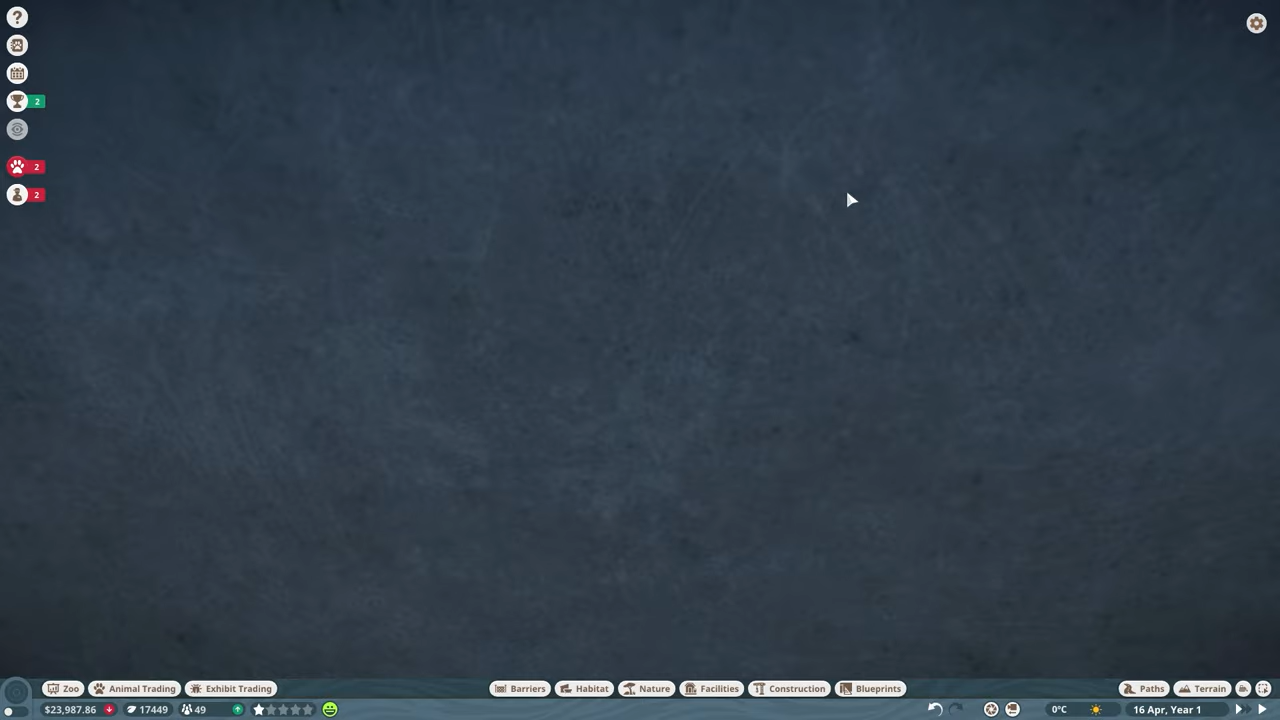 ?
2
2
2
Zoo
Animal Trading
Exhibit Trading
Barriers
Habitat
Nature
Facilities
Construction
Blueprints
Paths
Terrain
$23,987.86
17449
49
0°C
16 Apr, Year 1